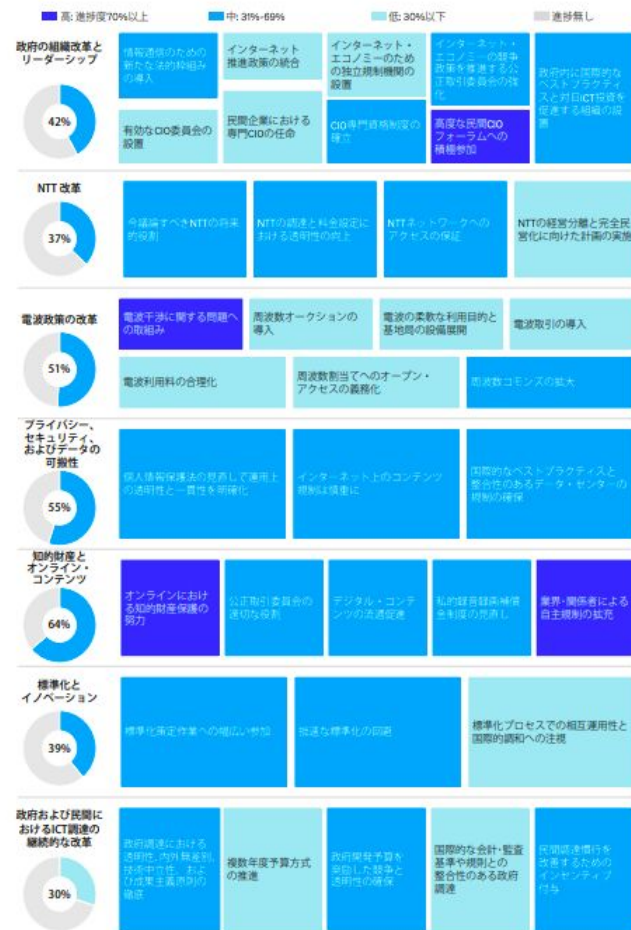 高: 進捗度70%以上
中: 31%-69%
低: 30%以下
進捗無し
政府の組織改革と
リーダーシップ
42%
情報通信のための
新たな法的枠組み
の導入
インターネット
推進政策の統合
インターネット・
エコノミーのため
の独立規制機関の
設置
インターネット・
エコノミーの競争
政策を推進する公
正取引委員会の強
化
政府内に国際的な
ベストプラクティ
スと対日ICT投資を
促進する組織の設
置
有効なCIO委員会の
設置
民間企業における
専門CIOの任命
CIO専門資格制度の
確立
高度な民間CIO
フォーラムへの
積極参加
NTT 改革
37%
今議論すべきNTTの将来
的役割
NTTの調達と料金設定に
おける透明性の向上
NTTネットワークへの
アクセスの保証
NTTの経営分離と完全民
営化に向けた計画の実施
電波政策の改革
51%
電波干渉に関する問題へ
の取組み
周波数オークションの
導入
電波の柔軟な利用目的と
基地局の設備展開
電波取引の導入
電波利用料の合理化
周波数割当てへのオープン・
アクセスの義務化
周波数コモンズの拡大
プライバシー、
セキュリティ、
およびデータの
可搬性
55%
個人情報保護法の見直しで運用上
の透明性と一貫性を明確化
インターネット上のコンテンツ
規制は慎重に
国際的なベストプラクティスと
整合性のあるデータ・センターの
規制の確保
知的財産と
オンライン・
コンテンツ
64%
オンラインにおけ
る知的財産保護の
努力
公正取引委員会の
適切な役割
デジタル・コンテ
ンツの流通促進
私的録音録画補償
金制度の見直し
業界・関係者による
自主規制の拡充
標準化と
イノベーション
39%
標準化策定作業への幅広い参加
拙速な標準化の回避
標準化プロセスでの相互運用性と
国際的調和への注視
政府および民間に
おけるICT調達の
継続的な改革
30%
政府調達における
透明性、内外無差別、
技術中立性、およ
び成果主義原則の
徹底
複数年度予算方式
の推進
政府開発予算を
奨励した競争と
透明性の確保
国際的な会計・監査
基準や規則との
整合性のある政府
調達
民間調達慣行を
改善するための
インセンティブ
付与